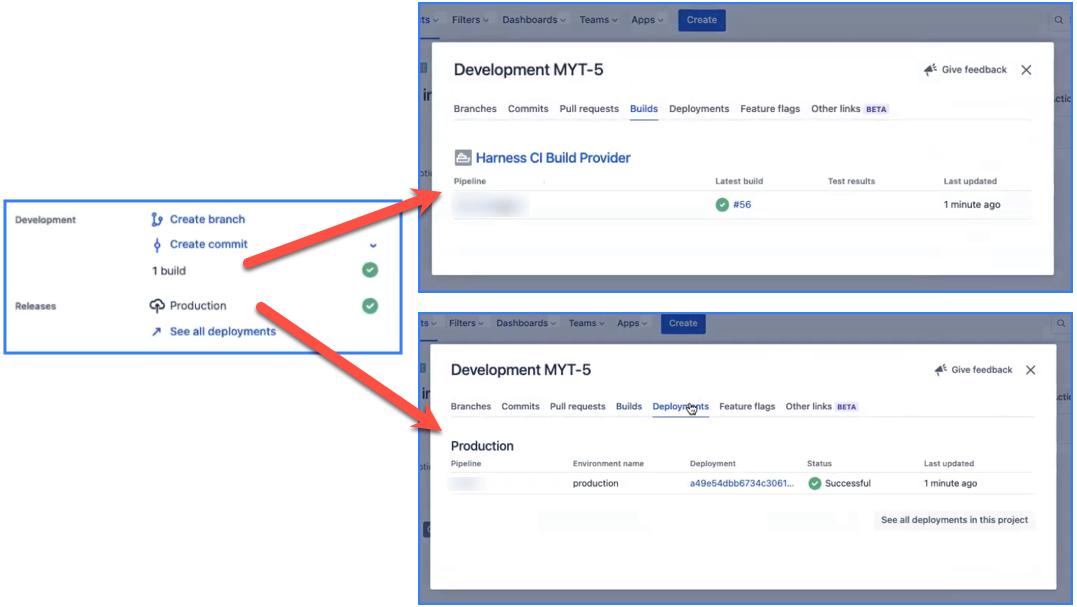 Development
Create branch
Create commit
1 build
Releases
Production
See all deployments
ts Filters Dashboards Teams Apps Create
in
Development MYT-5 Give feedback
Branches Commits Pull requests Builds Deployments Feature flags Other links BETA
Harness CI Build Provider
Pipeline Latest build Test results Last updated
#56 1 minute ago
ts Filters Dashboards Teams Apps Create
in
Development MYT-5 Give feedback
Branches Commits Pull requests Builds Deployments Feature flags Other links BETA
Production
Pipeline Environment name Deployment Status Last updated
production a49e54dbb6734c3061... Successful 1 minute ago
See all deployments in this project